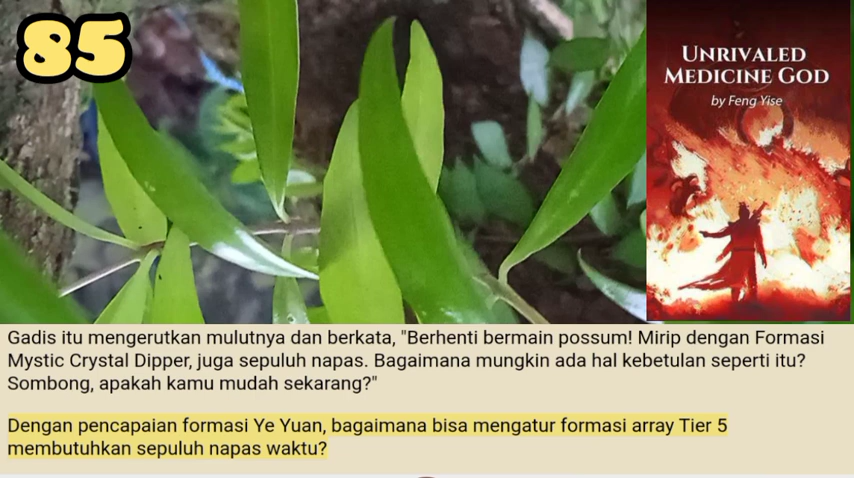 85
UNRIVALED
MEDICINE GOD
by Feng Yise
Gadis itu mengerutkan mulutnya dan berkata, "Berhenti bermain possum! Mirip dengan Formasi
Mystic Crystal Dipper, juga sepuluh napas. Bagaimana mungkin ada hal kebetulan seperti itu?
Sombong, apakah kamu mudah sekarang?"
Dengan pencapaian formasi Ye Yuan, bagaimana bisa mengatur formasi array Tier 5
membutuhkan sepuluh napas waktu?